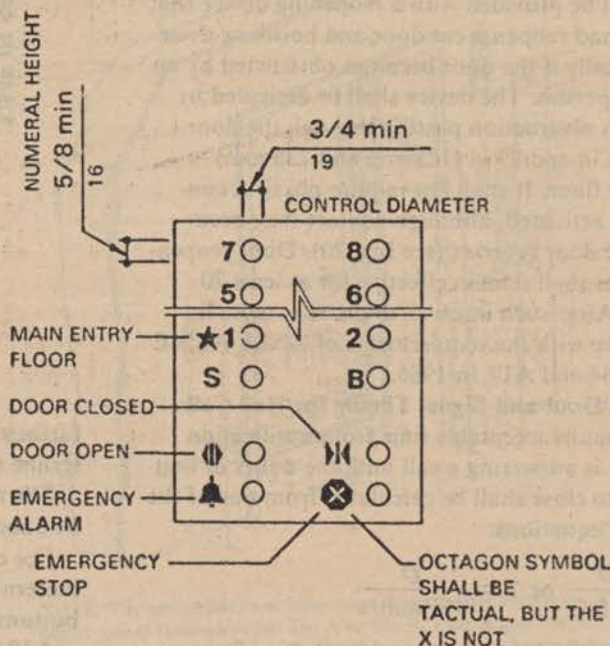 NUMERAL HEIGHT
5/8 min
16
3/4 min
19
CONTROL DIAMETER
7 8
5 6
MAIN ENTRY
FLOOR
★1 2
S B
DOOR CLOSED
DOOR OPEN
EMERGENCY
ALARM
EMERGENCY
STOP
OCTAGON SYMBOL
SHALL BE
TACTUAL, BUT THE
X IS NOT